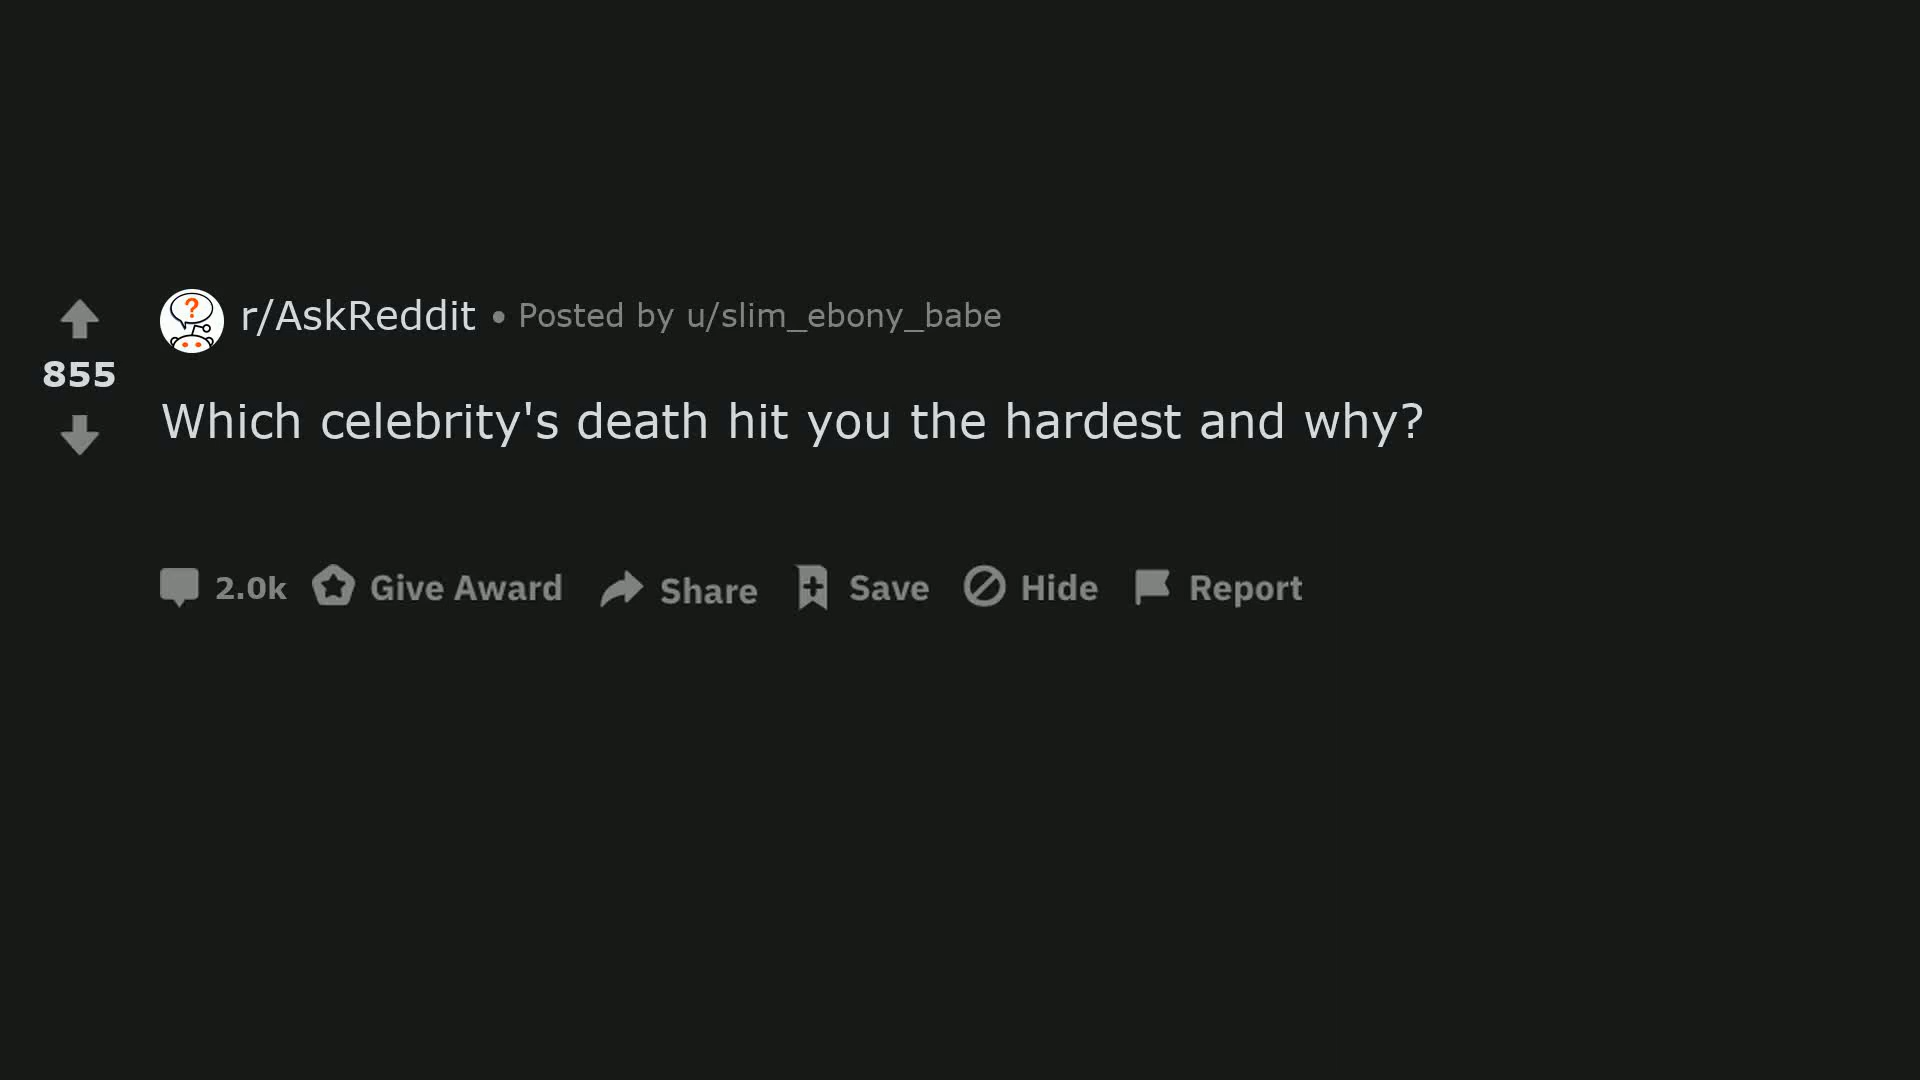 r/AskReddit • Posted by u/slim_ebony_babe
855
Which celebrity's death hit you the hardest and why?
2.0k Give Award Share Save Hide Report